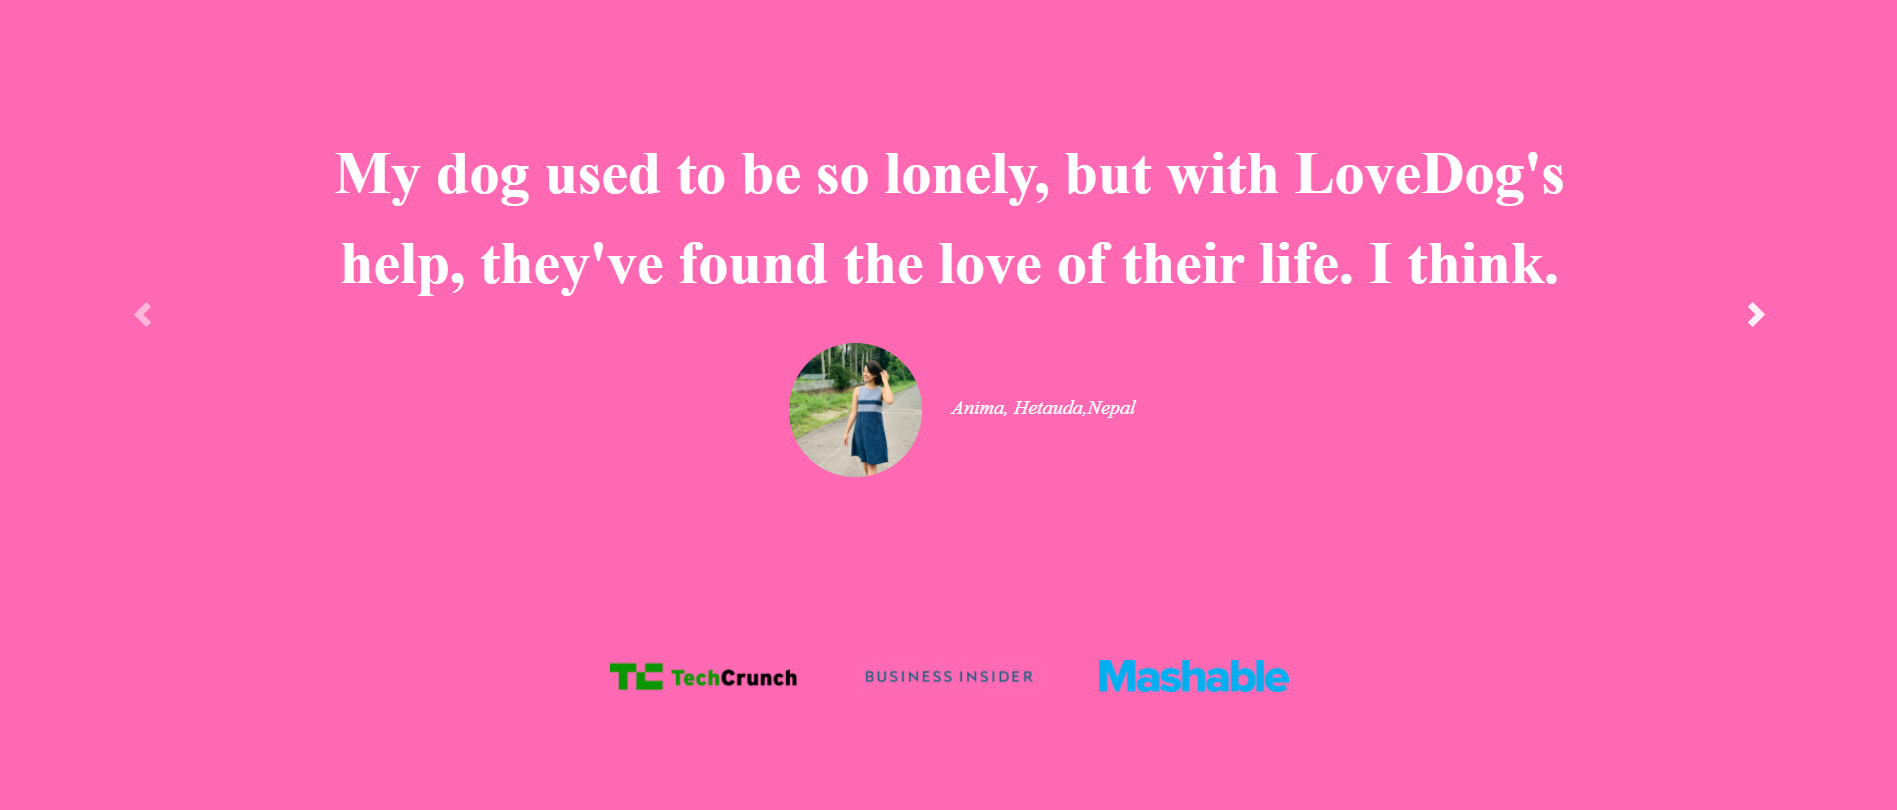 My dog used to be so lonely, but with LoveDog's
help, they've found the love of their life. I think.
Anima, Hetauda,Nepal
TC TechCrunch BUSINESS INSIDER Mashable